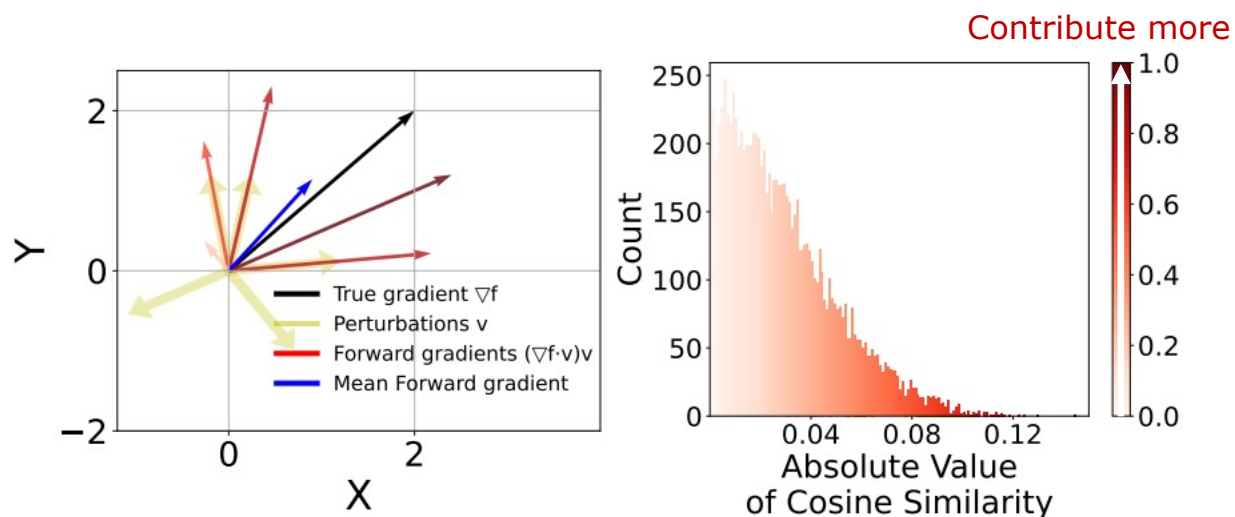 Contribute more
2
0
−2
Y
0
2
X
True gradient ▽f
Perturbations v
Forward gradients (▽f·v)v
Mean Forward gradient
250
200
150
100
50
0
Count
0.04
0.08
0.12
Absolute Value
of Cosine Similarity
1.0
0.8
0.6
0.4
0.2
0.0